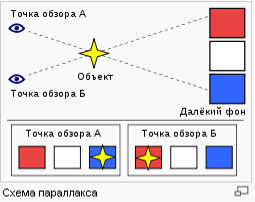 Точка обзора А
Объект
Точка обзора Б
Далёкий фон
Точка обзора А
Точка обзора Б
Схема параллакса